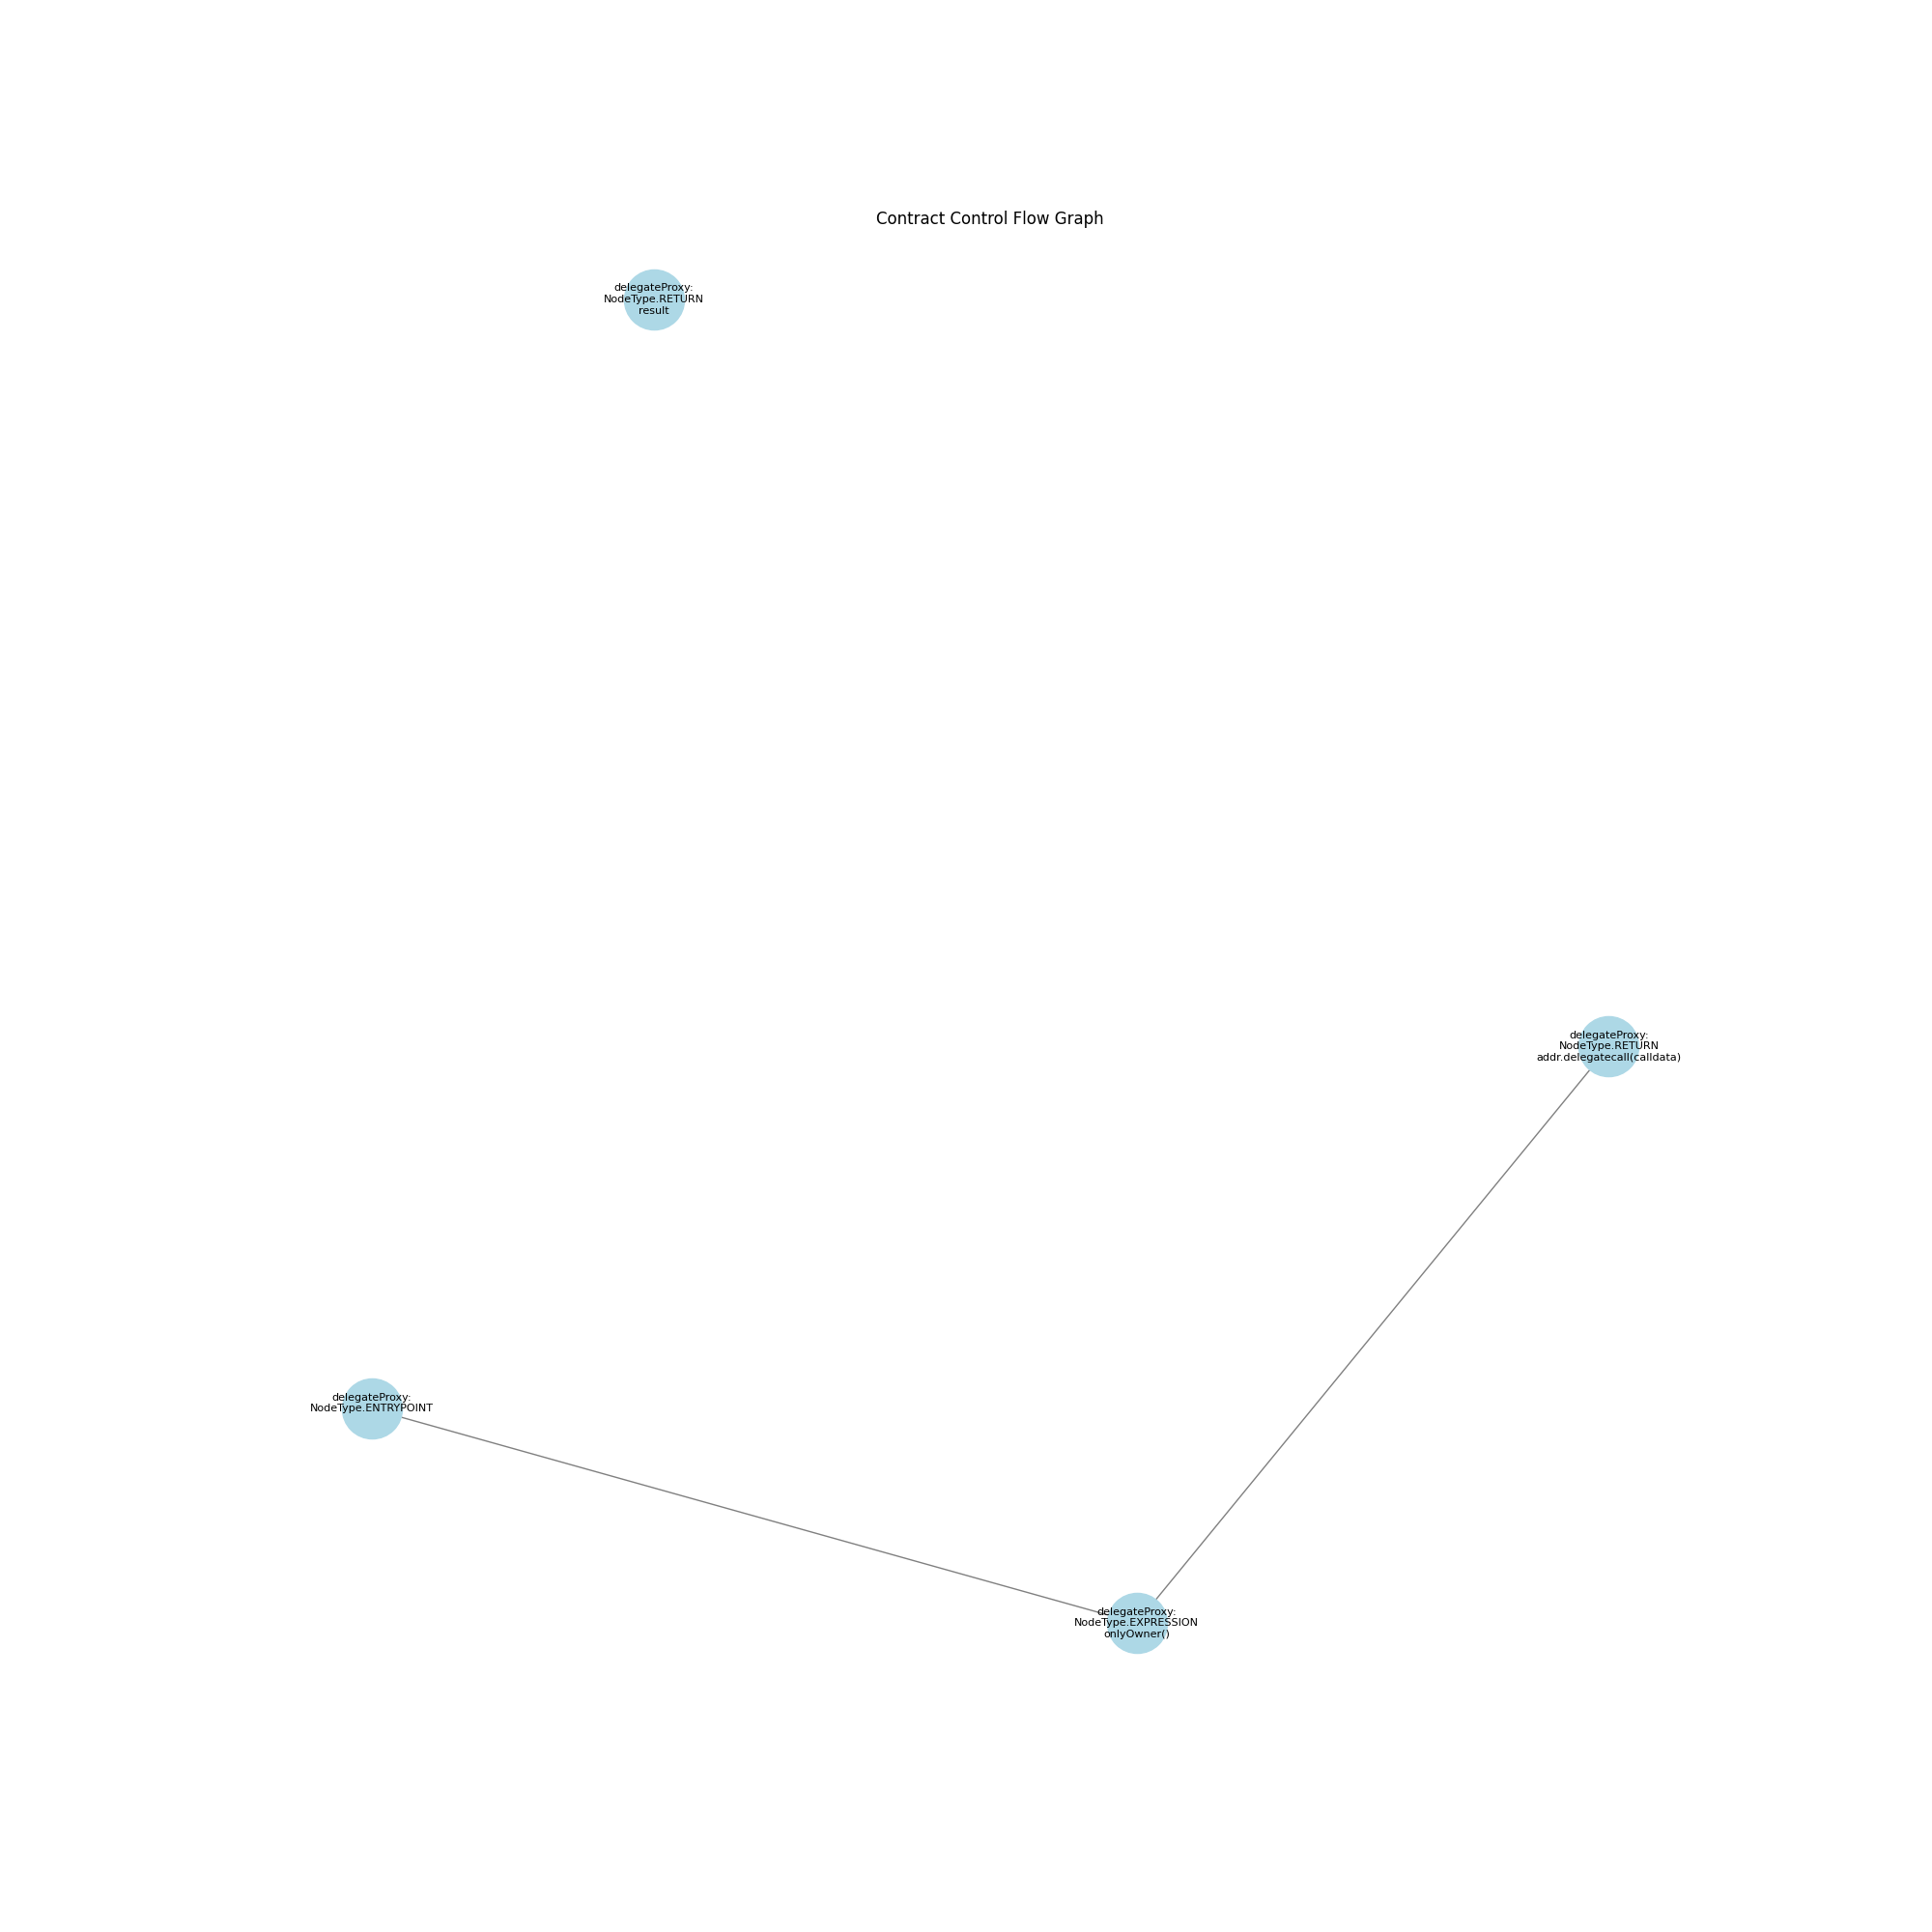 Contract Control Flow Graph
delegateProxy:
NodeType.RETURN
result
delegateProxy:
NodeType.RETURN
addr.delegatecall(calldata)
delegateProxy:
NodeType.ENTRYPOINT
delegateProxy:
NodeType.EXPRESSION
onlyOwner()